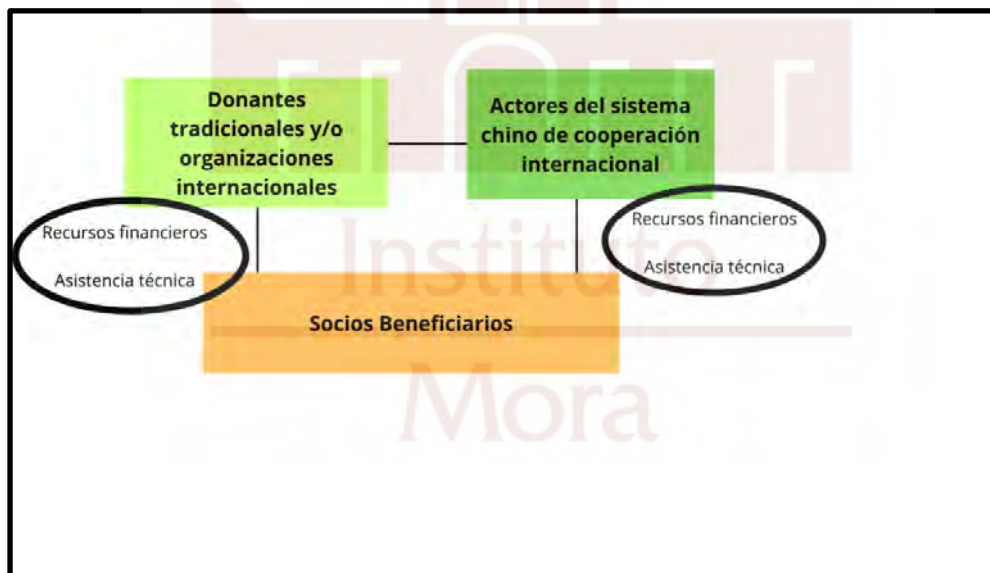 Donantes
tradicionales y/o
organizaciones
internacionales
Actores del sistema
chino de cooperación
internacional
Recursos financieros
Asistencia técnica
Recursos financieros
Asistencia técnica
Socios Beneficiarios
Instituto
Mora